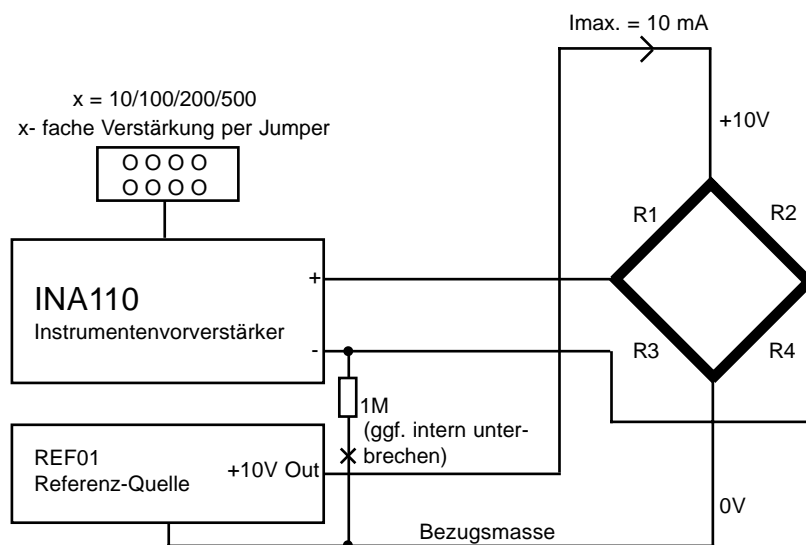 Imax. = 10 mA
x = 10/100/200/500
x- fache Verstärkung per Jumper
O O O O
O O O O
+10V
R1
R2
INA110
Instrumentenvorverstärker
+
-
R3
R4
1M
(ggf. intern unter-
brechen)
REF01
Referenz-Quelle
+10V Out
0V
Bezugsmasse